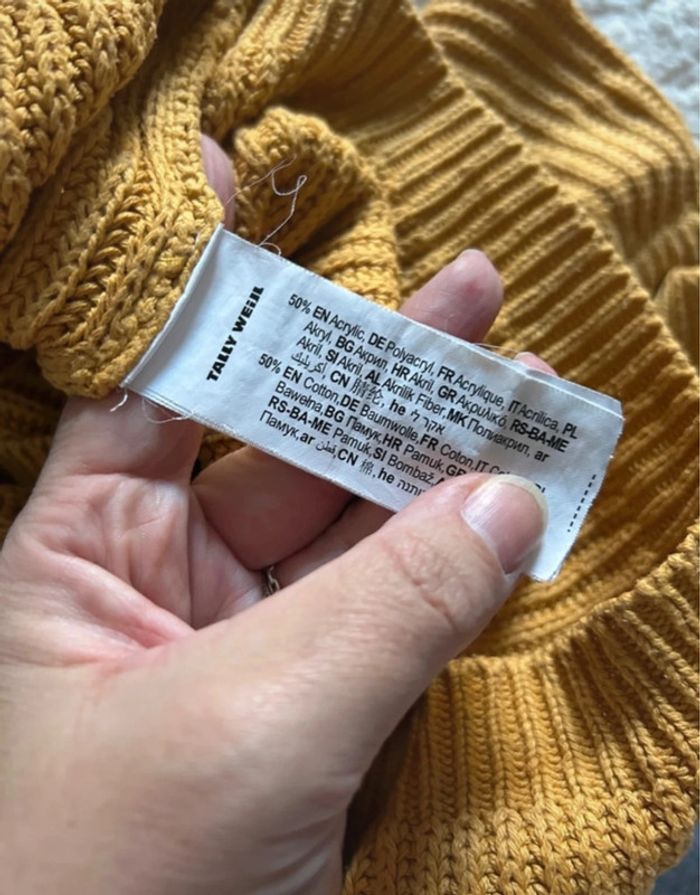 TALLY WEiJL
50% EN Acrylic, DE Polyacryl, FR Acrylique, IT Acrilica, PL
Akryl, BG Акрил, HR Akril, GR Ακρυλικό, RS-BA-ME
Akril, SI Akril, AL Akrilik Fiber, MK Полиакрил, ar
أكريليك, CN 腈纶, he אקרילי
50% EN Cotton, DE Baumwolle, FR Coton, IT
Bawełna, BG Памук, HR Pamuk, GR
RS-BA-ME Pamuk, SI Bombaž,
Памук, ar قطن, CN 棉, he כותנה